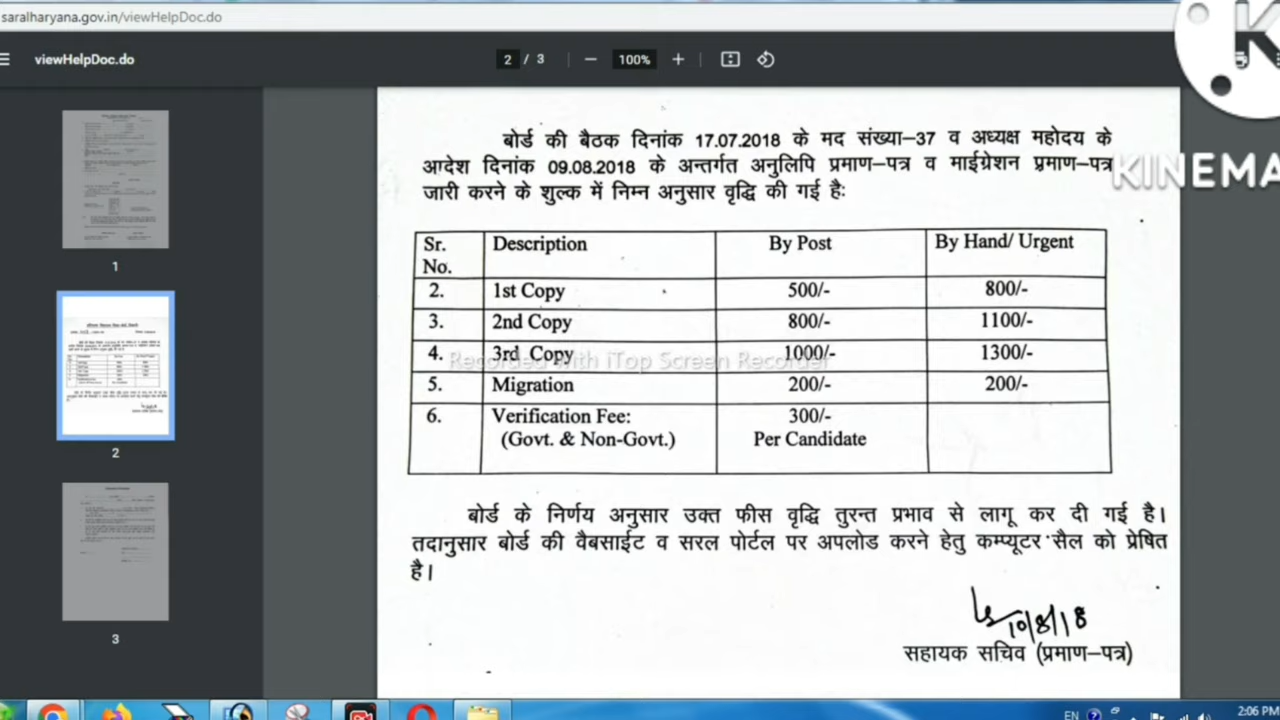 saralharyana.gov.in/viewHelpDoc.do
viewHelpDoc.do
2 / 3
100%
KINEMA
बोर्ड की बैठक दिनांक 17.07.2018 के मद संख्या-37 व अध्यक्ष महोदय के
आदेश दिनांक 09.08.2018 के अन्तर्गत अनुलिपि प्रमाण-पत्र व माईग्रेशन प्रमाण-पत्र
जारी करने के शुल्क में निम्न अनुसार वृद्धि की गई है:
Sr. No. Description By Post By Hand/ Urgent
2. 1st Copy 500/- 800/-
3. 2nd Copy 800/- 1100/-
4. 3rd Copy 1000/- 1300/-
Recorded with iTop Screen Recorder
5. Migration 200/- 200/-
6. Verification Fee: 300/-
(Govt. & Non-Govt.) Per Candidate
बोर्ड के निर्णय अनुसार उक्त फीस वृद्धि तुरन्त प्रभाव से लागू कर दी गई है।
तदानुसार बोर्ड की वैबसाईट व सरल पोर्टल पर अपलोड करने हेतु कम्प्यूटर सैल को प्रेषित
है।
10/8/18
सहायक सचिव (प्रमाण-पत्र)
1
2
3
EN
2:06 PM